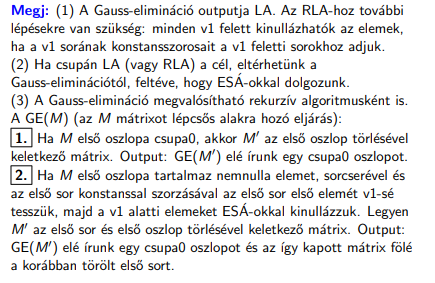 Megj: (1) A Gauss-elimináció outputja LA. Az RLA-hoz további
lépésekre van szükség: minden v1 felett kinullázhatók az elemek,
ha a v1 sorának konstansszorosait a v1 feletti sorokhoz adjuk.
(2) Ha csupán LA (vagy RLA) a cél, eltérhetünk a
Gauss-eliminációtól, feltéve, hogy ESÁ-okkal dolgozunk.
(3) A Gauss-elimináció megvalósítható rekurzív algoritmusként is.
A GE(M) (az M mátrixot lépcsős alakra hozó eljárás):
1. Ha M első oszlopa csupa0, akkor M′ az első oszlop törlésével
keletkező mátrix. Output: GE(M′) elé írunk egy csupa0 oszlopot.
2. Ha M első oszlopa tartalmaz nemnulla elemet, sorcserével és
az első sor konstanssal szorzásával az első sor első elemét v1-sé
tesszük, majd a v1 alatti elemeket ESÁ-okkal kinullázzuk. Legyen
M′ az első sor és első oszlop törlésével keletkező mátrix. Output:
GE(M′) elé írunk egy csupa0 oszlopot és az így kapott mátrix fölé
a korábban törölt első sort.